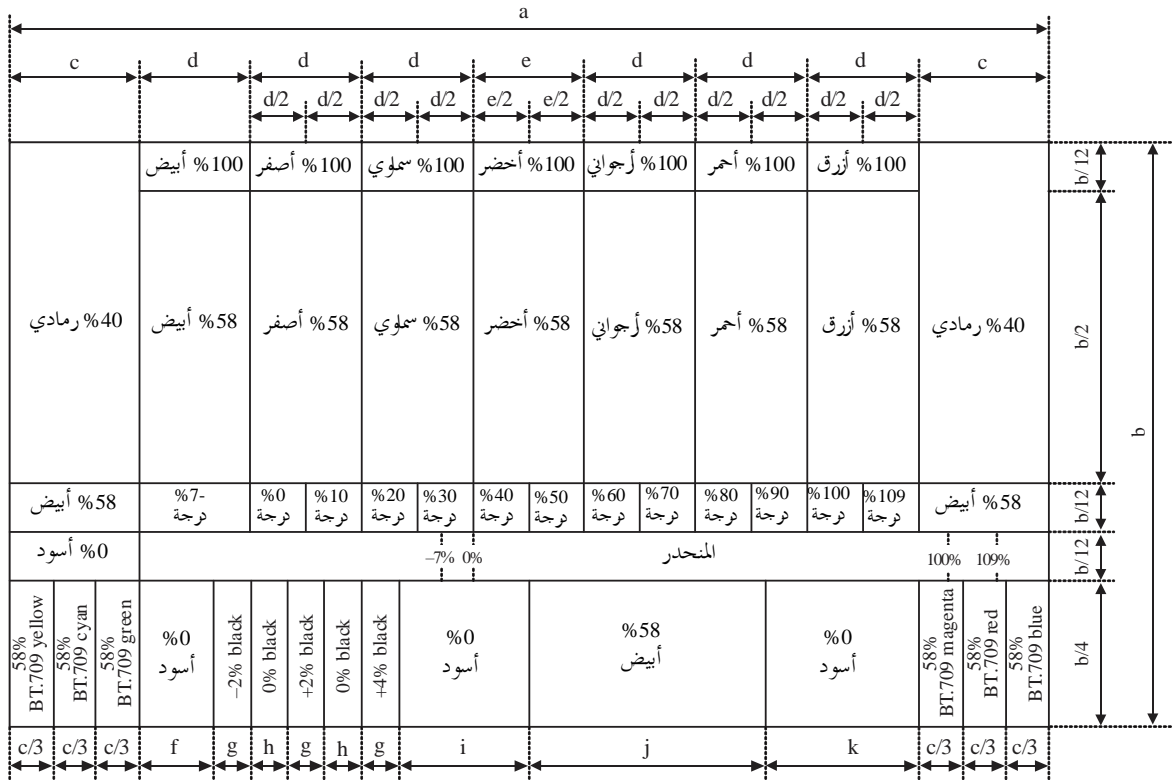 a
c d d d e d d d c
d/2 d/2 d/2 d/2 e/2 e/2 d/2 d/2 d/2 d/2 d/2 d/2
%100 أبيض %100 أصفر %100 سماوي %100 أخضر %100 أرجواني %100 أحمر %100 أزرق b/12
%40 رمادي %58 أبيض %58 أصفر %58 سماوي %58 أخضر %58 أرجواني %58 أحمر %58 أزرق %40 رمادي b/2
b
%58 أبيض %7- %0 %10 %20 %30 %40 %50 %60 %70 %80 %90 %100 %109 %58 أبيض b/12
درجة درجة درجة درجة درجة درجة درجة درجة درجة درجة درجة درجة درجة
%0 أسود –7% 0% المنحدر 100% 109% b/12
58%
BT.709 yellow
58%
BT.709 cyan
58%
BT.709 green
%0
أسود
–2% black
0% black
+2% black
0% black
+4% black
%0
أسود
%58
أبيض
%0
أسود
58%
BT.709 magenta
58%
BT.709 red
58%
BT.709 blue
b/4
c/3 c/3 c/3 f g h g h g i j k c/3 c/3 c/3